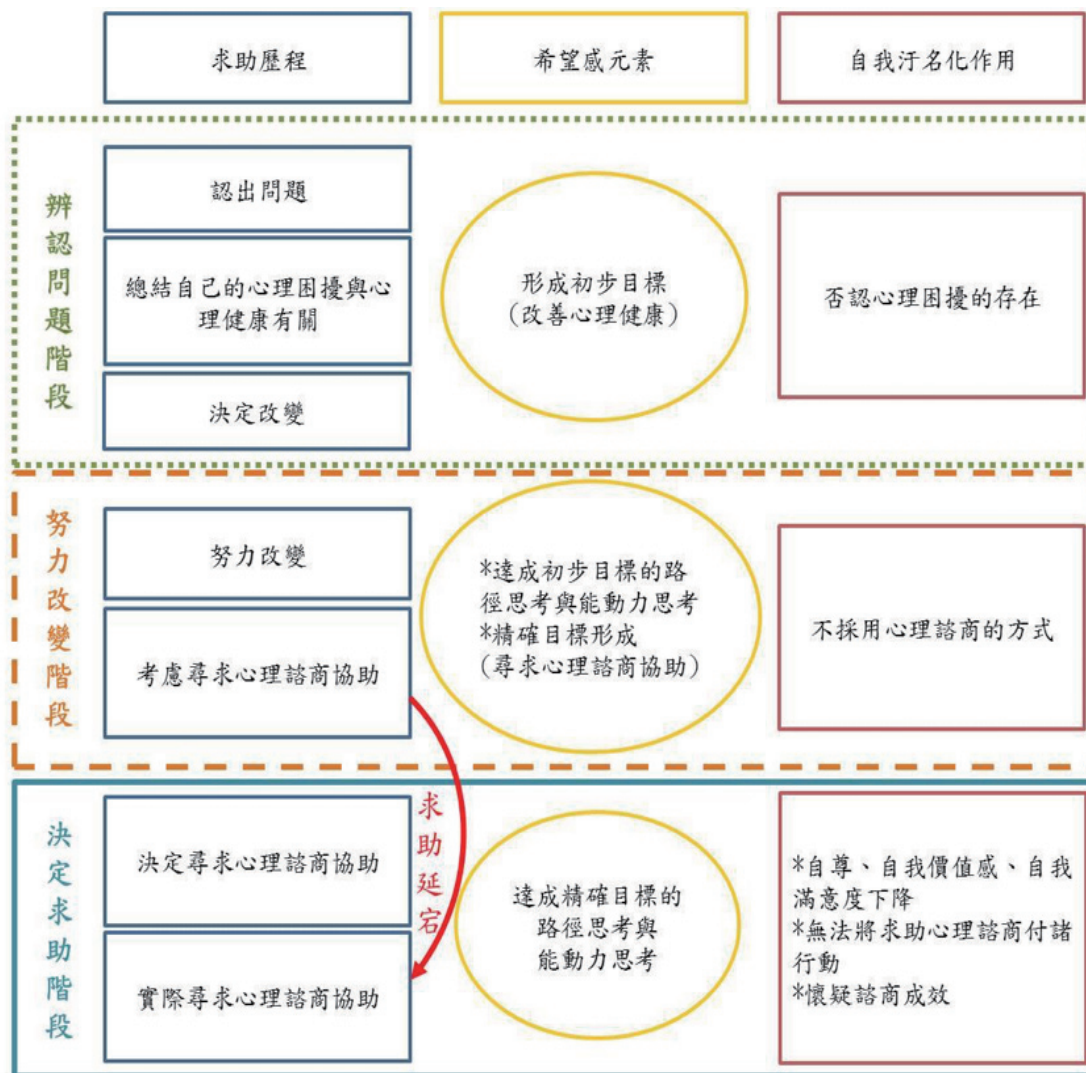 求助歷程
希望感元素
自我汙名化作用
辨認問題階段
認出問題
總結自己的心理困擾與心
理健康有關
決定改變
形成初步目標
(改善心理健康)
否認心理困擾的存在
努力改變階段
努力改變
考慮尋求心理諮商協助
*達成初步目標的路
徑思考與能動力思考
*精確目標形成
(尋求心理諮商協助)
不採用心理諮商的方式
決定求助階段
決定尋求心理諮商協助
實際尋求心理諮商協助
求助延宕
達成精確目標的
路徑思考與
能動力思考
*自尊、自我價值感、自我
滿意度下降
*無法將求助心理諮商付諸
行動
*懷疑諮商成效